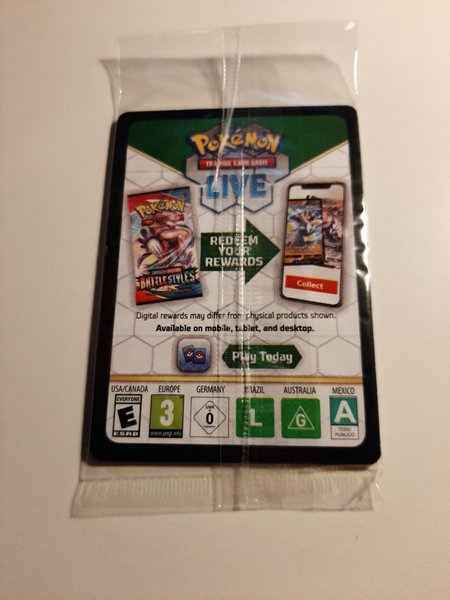 Pokémon
TRADING CARD GAME
LIVE
Pokémon
BATTLE STYLES
REDEEM
YOUR
REWARDS
Collect
Digital rewards may differ from physical products shown.
Available on mobile, tablet, and desktop.
Play Today
USA/CANADA EUROPE GERMANY BRAZIL AUSTRALIA MEXICO
EVERYONE
E
ESRB
3
www.pegi.info
USK
0
L
G
A
TODO
PÚBLICO